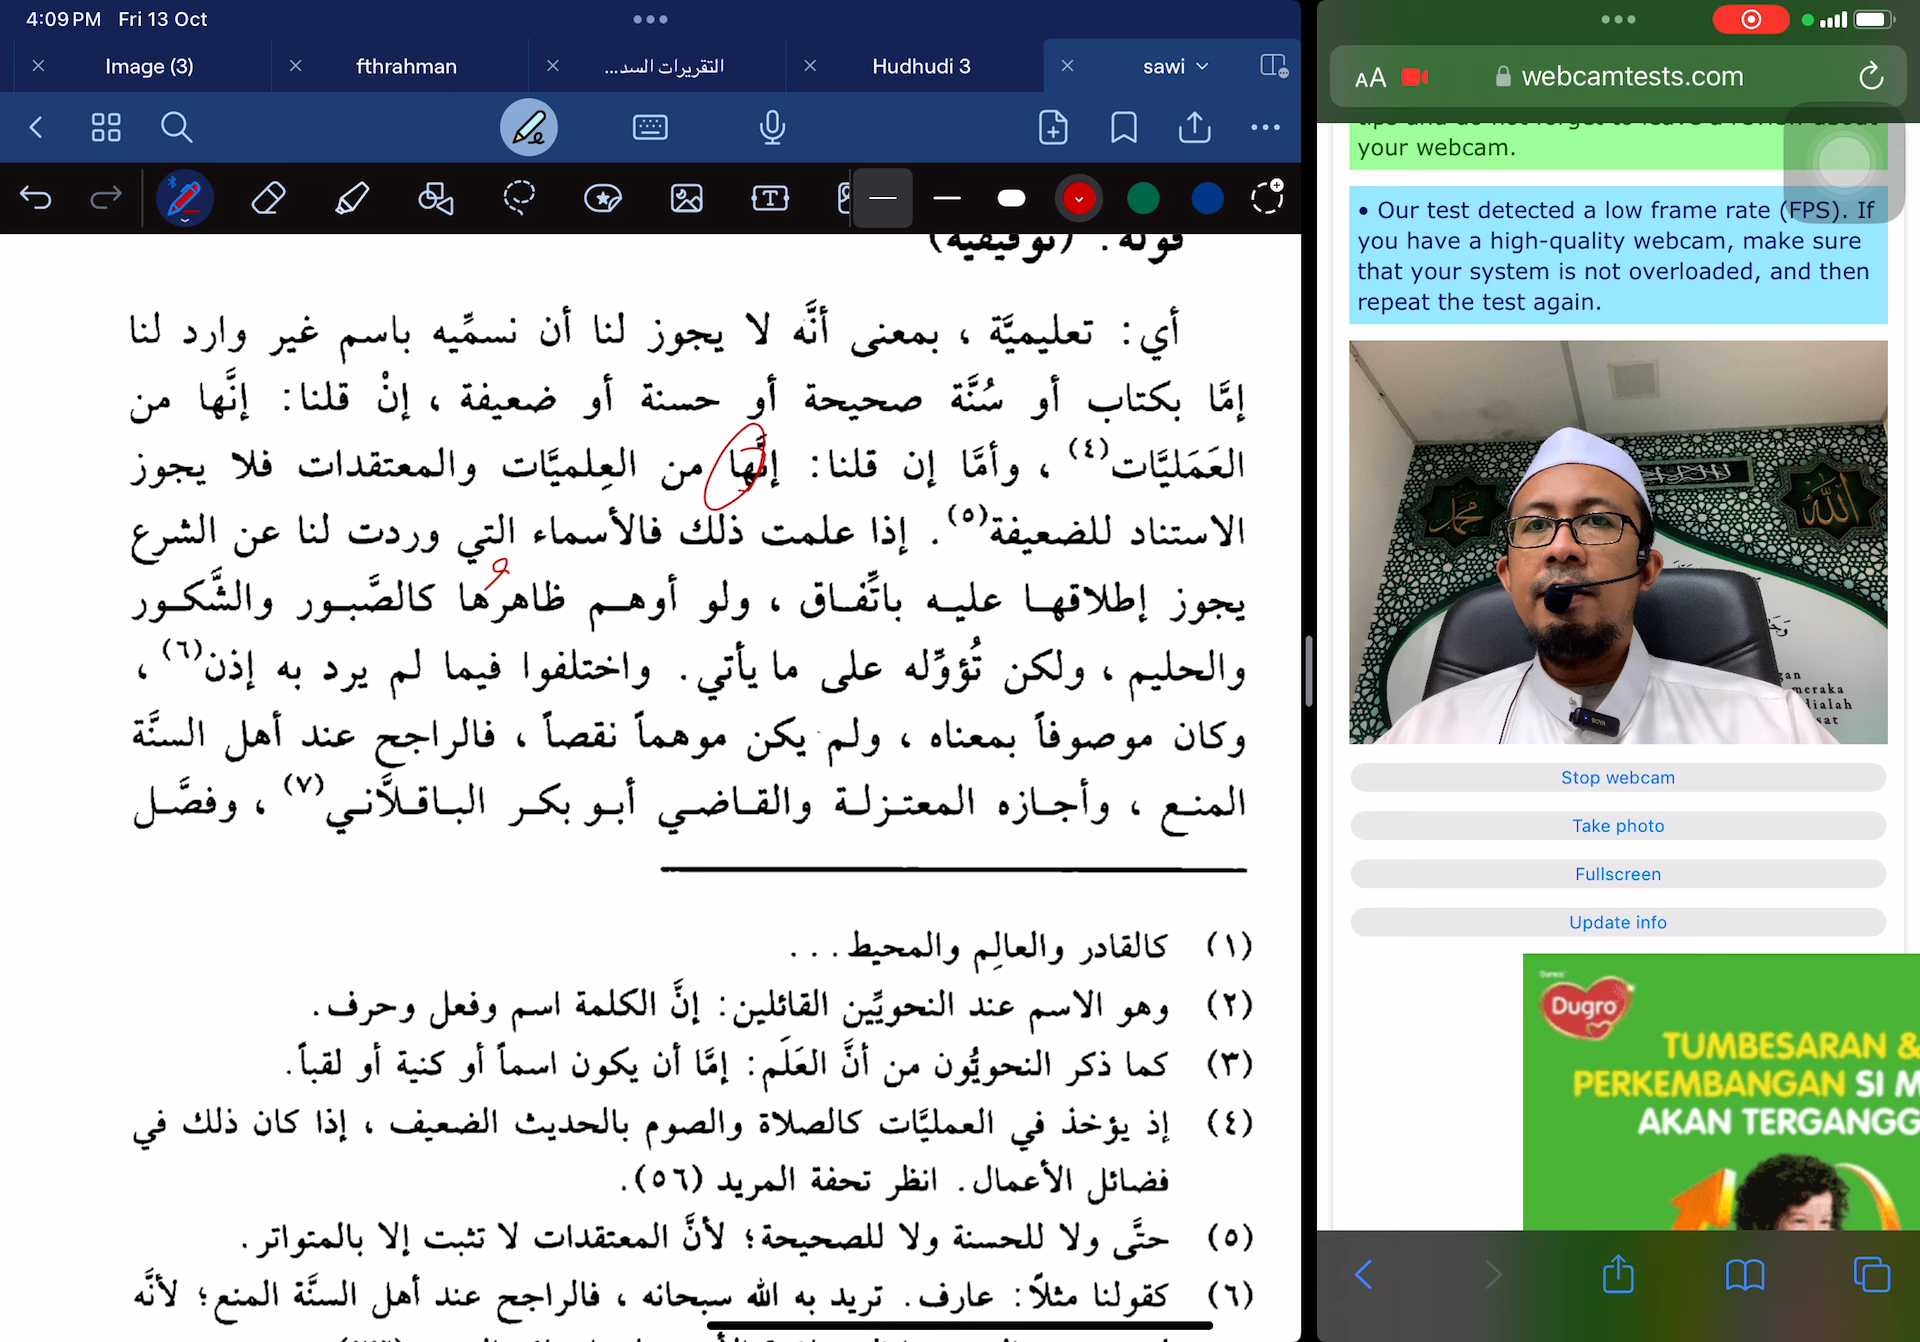 4:09 PM Fri 13 Oct
Image (3)
fthrahman
التقريرات السد...
Hudhudi 3
sawi
قوله: (توقيفية)
أي: تعليميَّة ، بمعنى أنَّه لا يجوز لنا أن نسمِّيه باسم غير وارد لنا
إمَّا بكتاب أو سُنَّة صحيحة أو حسنة أو ضعيفة ، إنْ قلنا: إنَّها من
العَمَليَّات(٤) ، وأمَّا إن قلنا: إنَّها من العِلميَّات والمعتقدات فلا يجوز
الاستناد للضعيفة(٥). إذا علمت ذلك فالأسماء التي وردت لنا عن الشرع
يجوز إطلاقها عليه باتِّفاق ، ولو أوهم ظاهرها كالصَّبور والشَّكور
والحليم ، ولكن تُؤوِّله على ما يأتي. واختلفوا فيما لم يرد به إذن(٦) ،
وكان موصوفاً بمعناه ، ولم يكن موهماً نقصاً ، فالراجح عند أهل السنَّة
المنع ، وأجازه المعتزلة والقاضي أبو بكر الباقلَّاني(٧) ، وفصَّل
(١) كالقادر والعالِم والمحيط...
(٢) وهو الاسم عند النحويِّين القائلين: إنَّ الكلمة اسم وفعل وحرف.
(٣) كما ذكر النحويُّون من أنَّ العَلَم: إمَّا أن يكون اسماً أو كنية أو لقباً.
(٤) إذ يؤخذ في العمليَّات كالصلاة والصوم بالحديث الضعيف ، إذا كان ذلك في
فضائل الأعمال. انظر تحفة المريد (٥٦).
(٥) حتَّى ولا للحسنة ولا للصحيحة؛ لأنَّ المعتقدات لا تثبت إلا بالمتواتر.
(٦) كقولنا مثلاً: عارف. تريد به الله سبحانه ، فالراجح عند أهل السنَّة المنع؛ لأنَّه
AA
webcamtests.com
your webcam.
• Our test detected a low frame rate (FPS). If
you have a high-quality webcam, make sure
that your system is not overloaded, and then
repeat the test again.
محمد
الله
gan
meraka
dialah
sat
BOYA
Stop webcam
Take photo
Fullscreen
Update info
Dumex
Dugro
TUMBESARAN &
PERKEMBANGAN SI M
AKAN TERGANGG